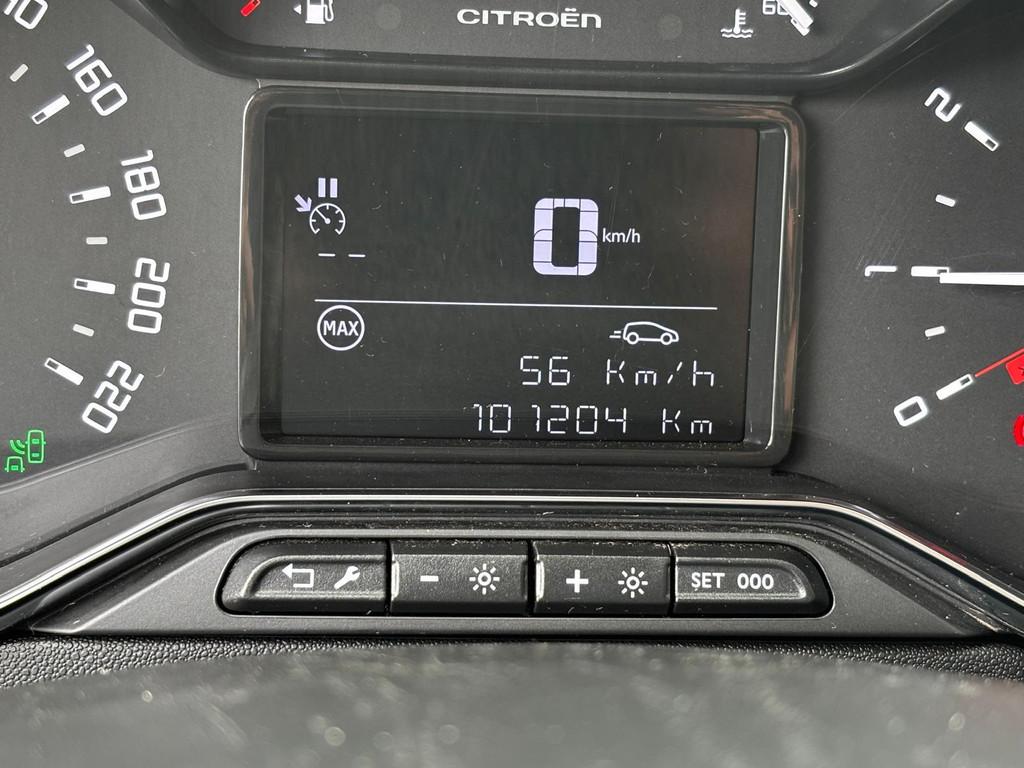 CITROËN
160
180
200
220
0 km/h
-- --
MAX
56 Km/h
101204 Km
2
1
0
- 
+
SET 000